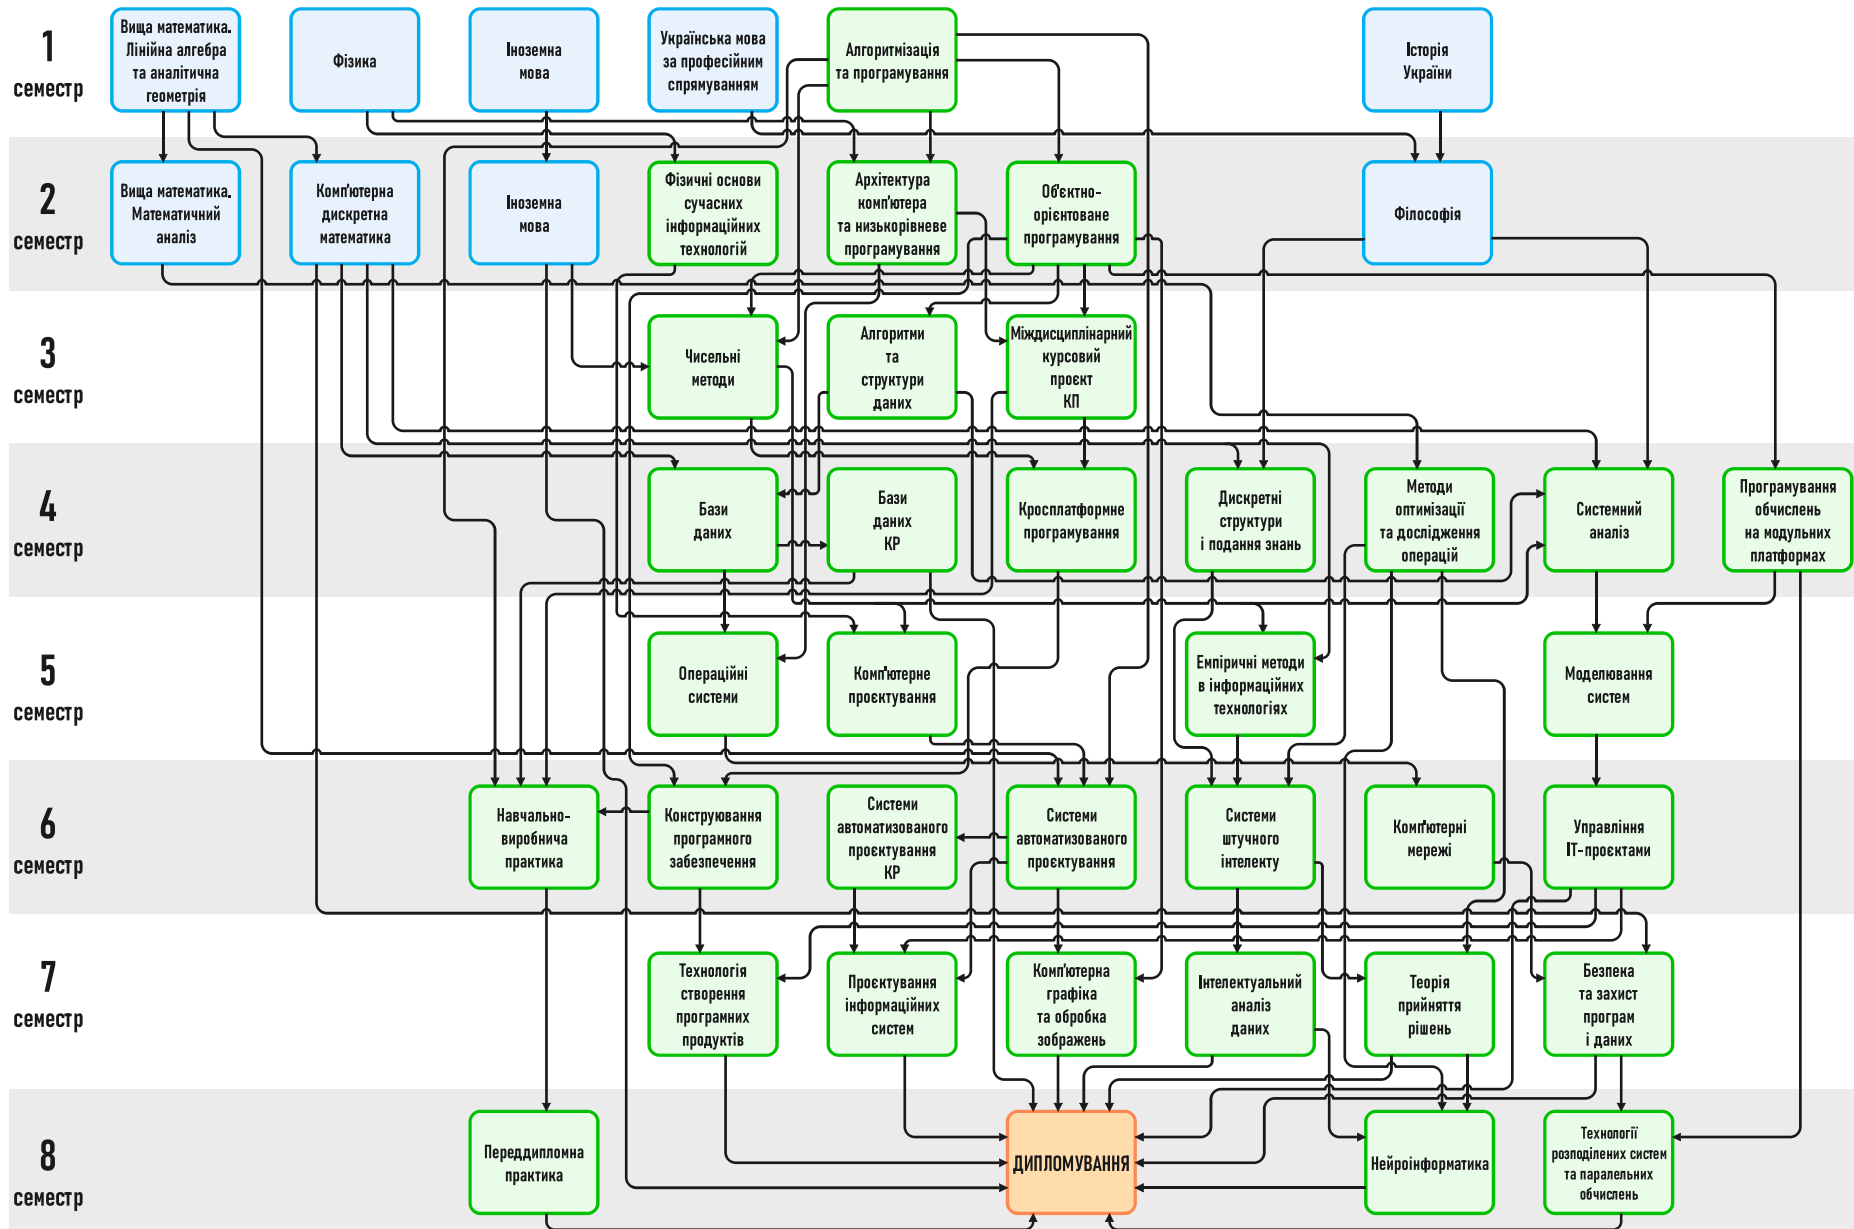 1
семестр
Вища математика.
Лінійна алгебра
та аналітична
геометрія
Фізика
Іноземна
мова
Українська мова
за професійним
спрямуванням
Алгоритмізація
та програмування
Історія
України
2
семестр
Вища математика.
Математичний
аналіз
Комп'ютерна
дискретна
математика
Іноземна
мова
Фізичні основи
сучасних
інформаційних
технологій
Архітектура
комп'ютера
та низькорівневе
програмування
Об'єктно-
орієнтоване
програмування
Філософія
3
семестр
Чисельні
методи
Алгоритми
та
структури
даних
Міждисциплінарний
курсовий
проєкт
КП
4
семестр
Бази
даних
Бази
даних
КР
Кросплатформне
програмування
Дискретні
структури
і подання знань
Методи
оптимізації
та дослідження
операцій
Системний
аналіз
Програмування
обчислень
на модульних
платформах
5
семестр
Операційні
системи
Комп'ютерне
проєктування
Емпіричні методи
в інформаційних
технологіях
Моделювання
систем
6
семестр
Навчально-
виробнича
практика
Конструювання
програмного
забезпечення
Системи
автоматизованого
проєктування
КР
Системи
автоматизованого
проєктування
Системи
штучного
інтелекту
Комп'ютерні
мережі
Управління
ІТ-проєктами
7
семестр
Технологія
створення
програмних
продуктів
Проєктування
інформаційних
систем
Комп'ютерна
графіка
та обробка
зображень
Інтелектуальний
аналіз
даних
Теорія
прийняття
рішень
Безпека
та захист
програм
і даних
8
семестр
Переддипломна
практика
ДИПЛОМУВАННЯ
Нейроінформатика
Технології
розподілених систем
та паралельних
обчислень